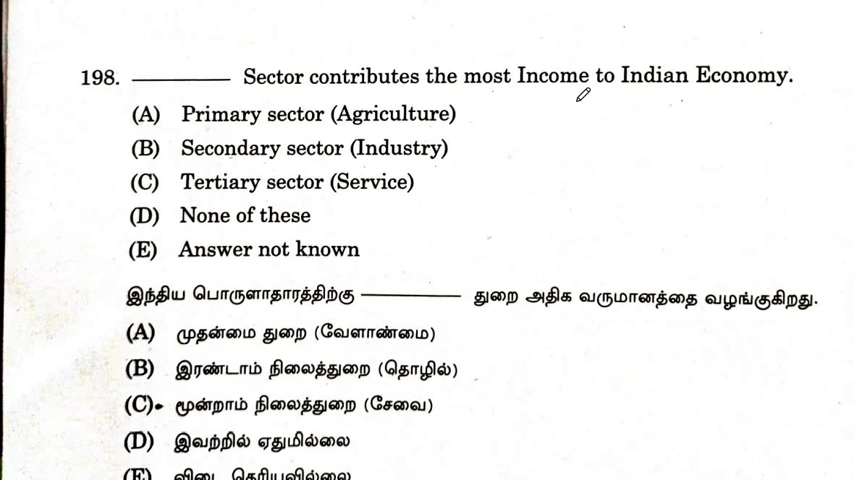 198. ———— Sector contributes the most Income to Indian Economy.
(A) Primary sector (Agriculture)
(B) Secondary sector (Industry)
(C) Tertiary sector (Service)
(D) None of these
(E) Answer not known
இந்திய பொருளாதாரத்திற்கு ———— துறை அதிக வருமானத்தை வழங்குகிறது.
(A) முதன்மை துறை (வேளாண்மை)
(B) இரண்டாம் நிலைத்துறை (தொழில்)
(C) மூன்றாம் நிலைத்துறை (சேவை)
(D) இவற்றில் ஏதுமில்லை
(E) விடை தெரியவில்லை